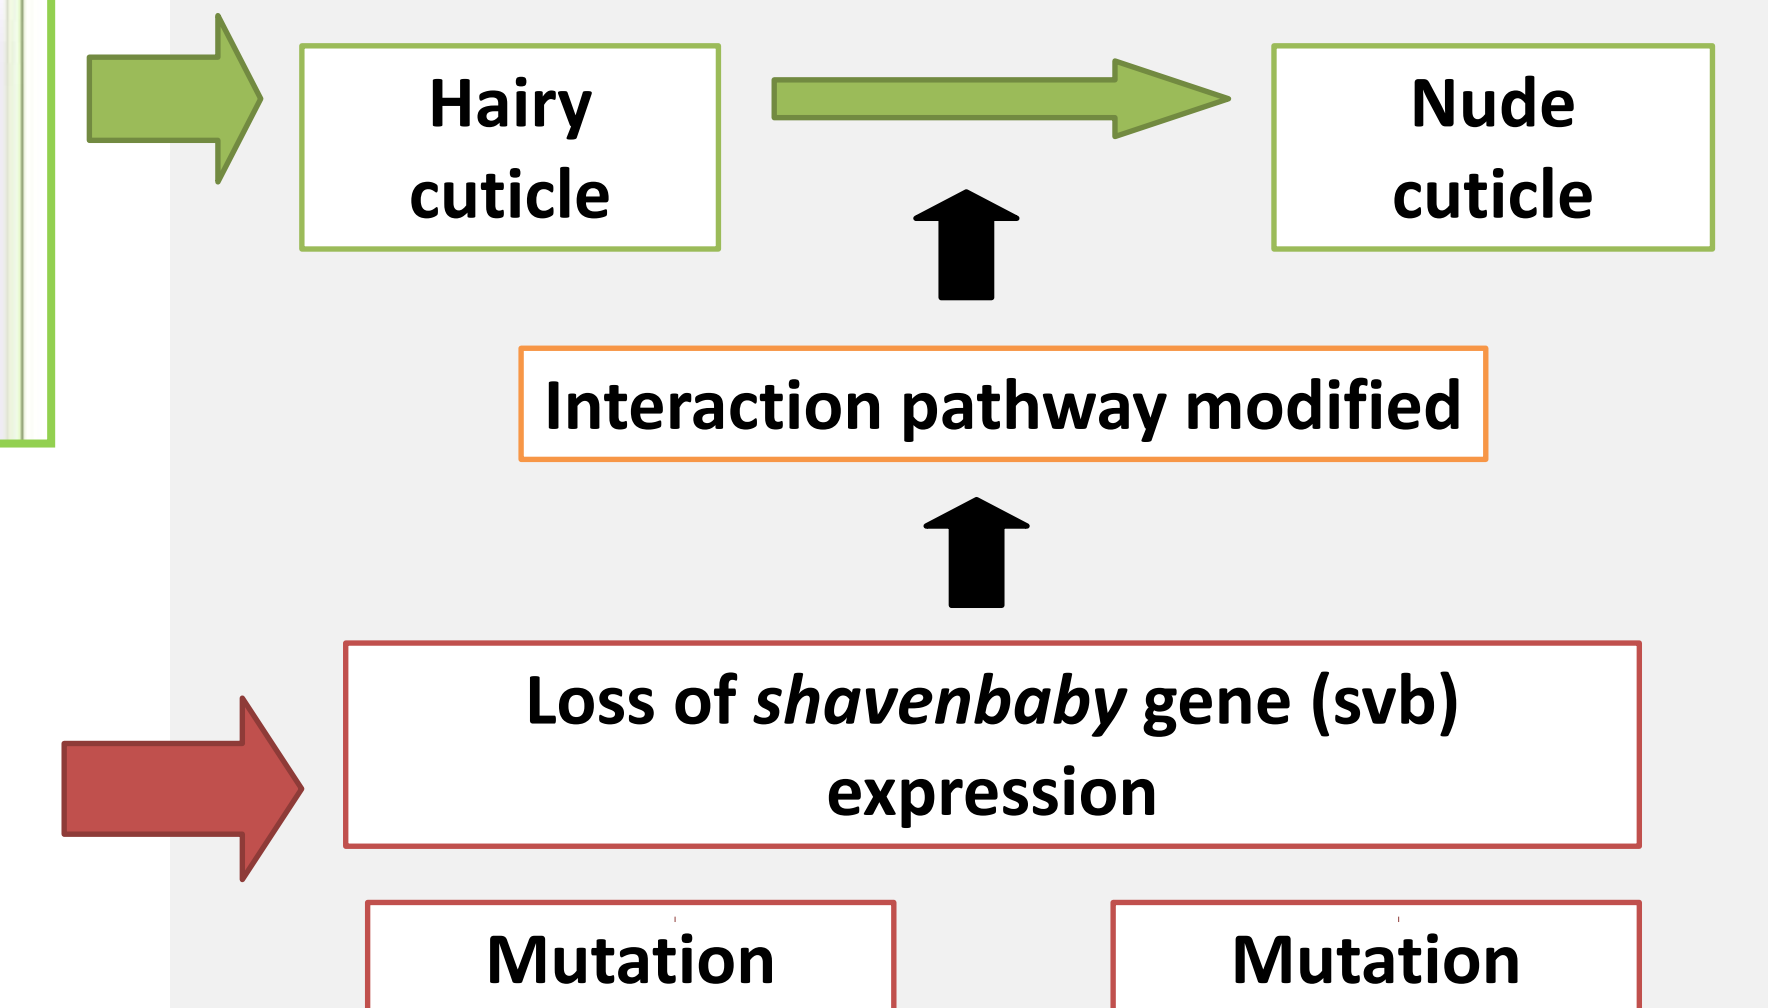 Hairy
cuticle
Nude
cuticle
Interaction pathway modified
Loss of shavenbaby gene (svb)
expression
Mutation
Mutation